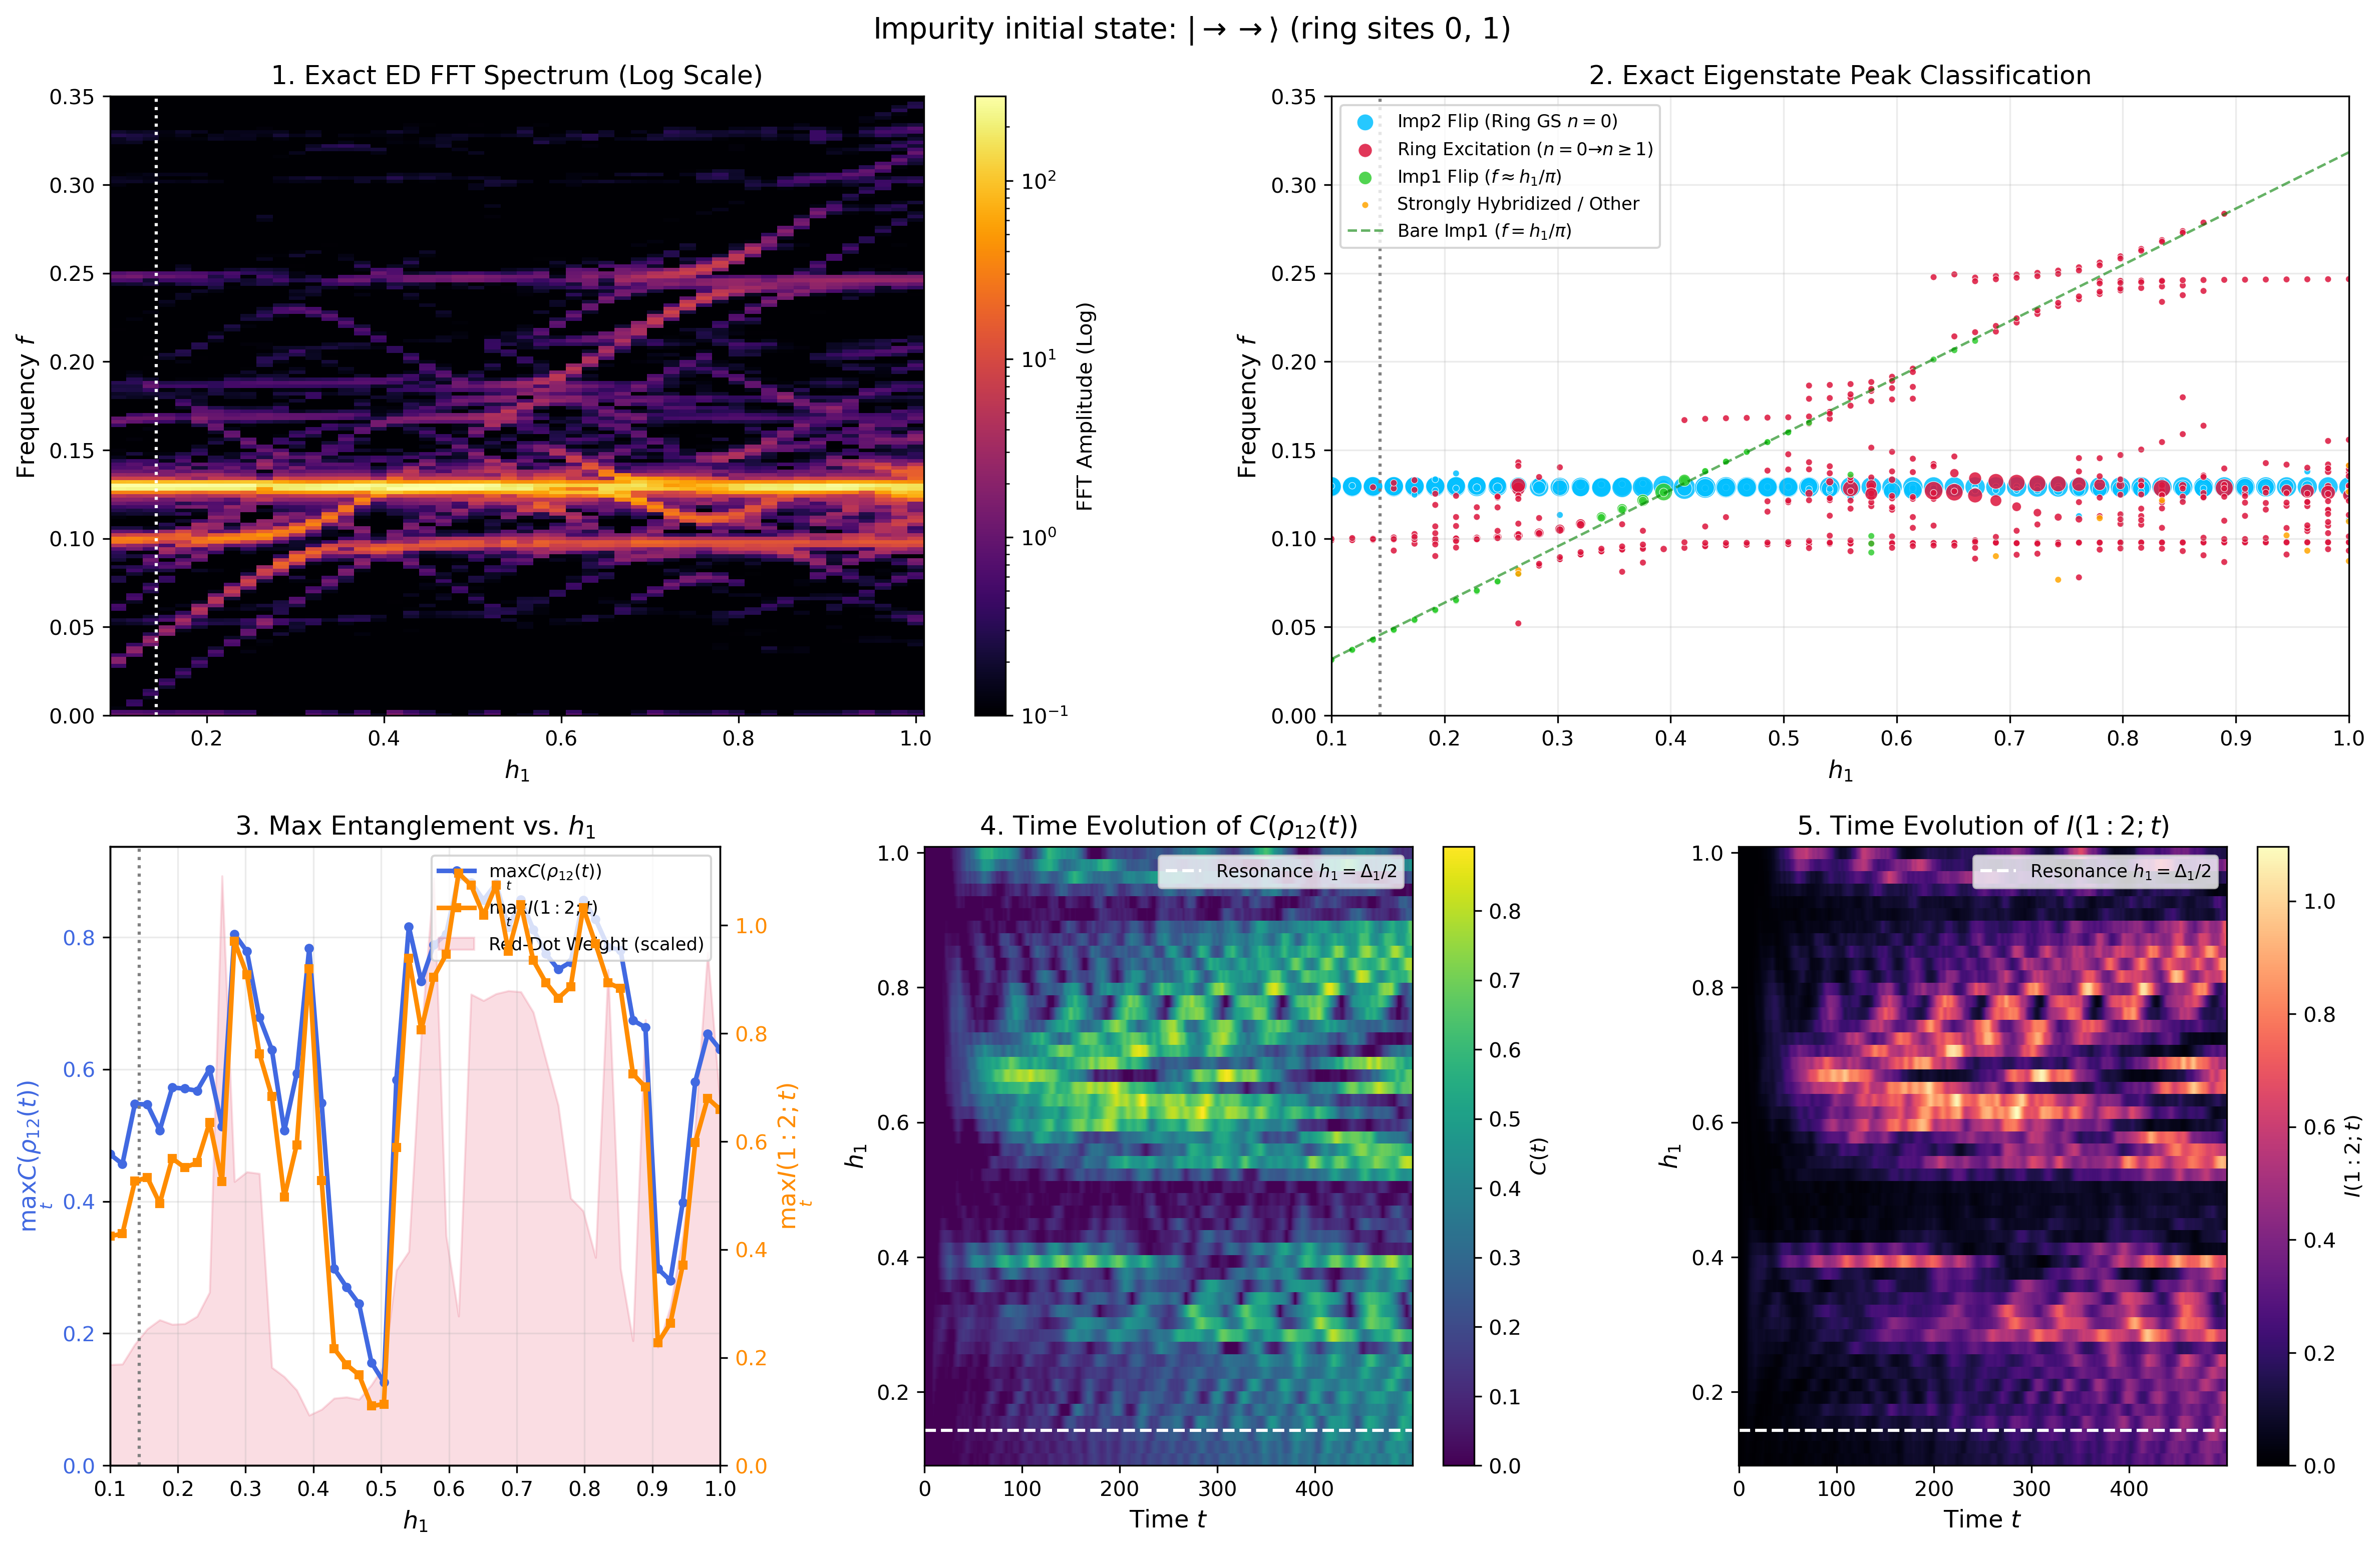 Impurity initial state: |→→⟩ (ring sites 0, 1)
1. Exact ED FFT Spectrum (Log Scale)
Frequency f
0.35
0.30
0.25
0.20
0.15
0.10
0.05
0.00
0.2 0.4 0.6 0.8 1.0
h₁
10²
10¹
10⁰
10⁻¹
FFT Amplitude (Log)
2. Exact Eigenstate Peak Classification
Frequency f
0.35
0.30
0.25
0.20
0.15
0.10
0.05
0.00
Imp2 Flip (Ring GS n = 0)
Ring Excitation (n = 0→n ≥ 1)
Imp1 Flip (f ≈ h₁/π)
Strongly Hybridized / Other
Bare Imp1 (f = h₁/π)
0.1 0.2 0.3 0.4 0.5 0.6 0.7 0.8 0.9 1.0
h₁
3. Max Entanglement vs. h₁
max C(ρ₁₂(t))
t
0.8
0.6
0.4
0.2
0.0
max C(ρ₁₂(t))
t
max I(1 : 2; t)
t
Red-Dot Weight (scaled)
1.0
0.8
0.6
0.4
0.2
0.0
max I(1 : 2; t)
t
0.1 0.2 0.3 0.4 0.5 0.6 0.7 0.8 0.9 1.0
h₁
4. Time Evolution of C(ρ₁₂(t))
h₁
1.0
0.8
0.6
0.4
0.2
Resonance h₁ = Δ₁/2
0 100 200 300 400
Time t
0.8
0.7
0.6
0.5
0.4
0.3
0.2
0.1
0.0
C(t)
5. Time Evolution of I(1 : 2; t)
h₁
1.0
0.8
0.6
0.4
0.2
Resonance h₁ = Δ₁/2
0 100 200 300 400
Time t
1.0
0.8
0.6
0.4
0.2
0.0
I(1 : 2; t)